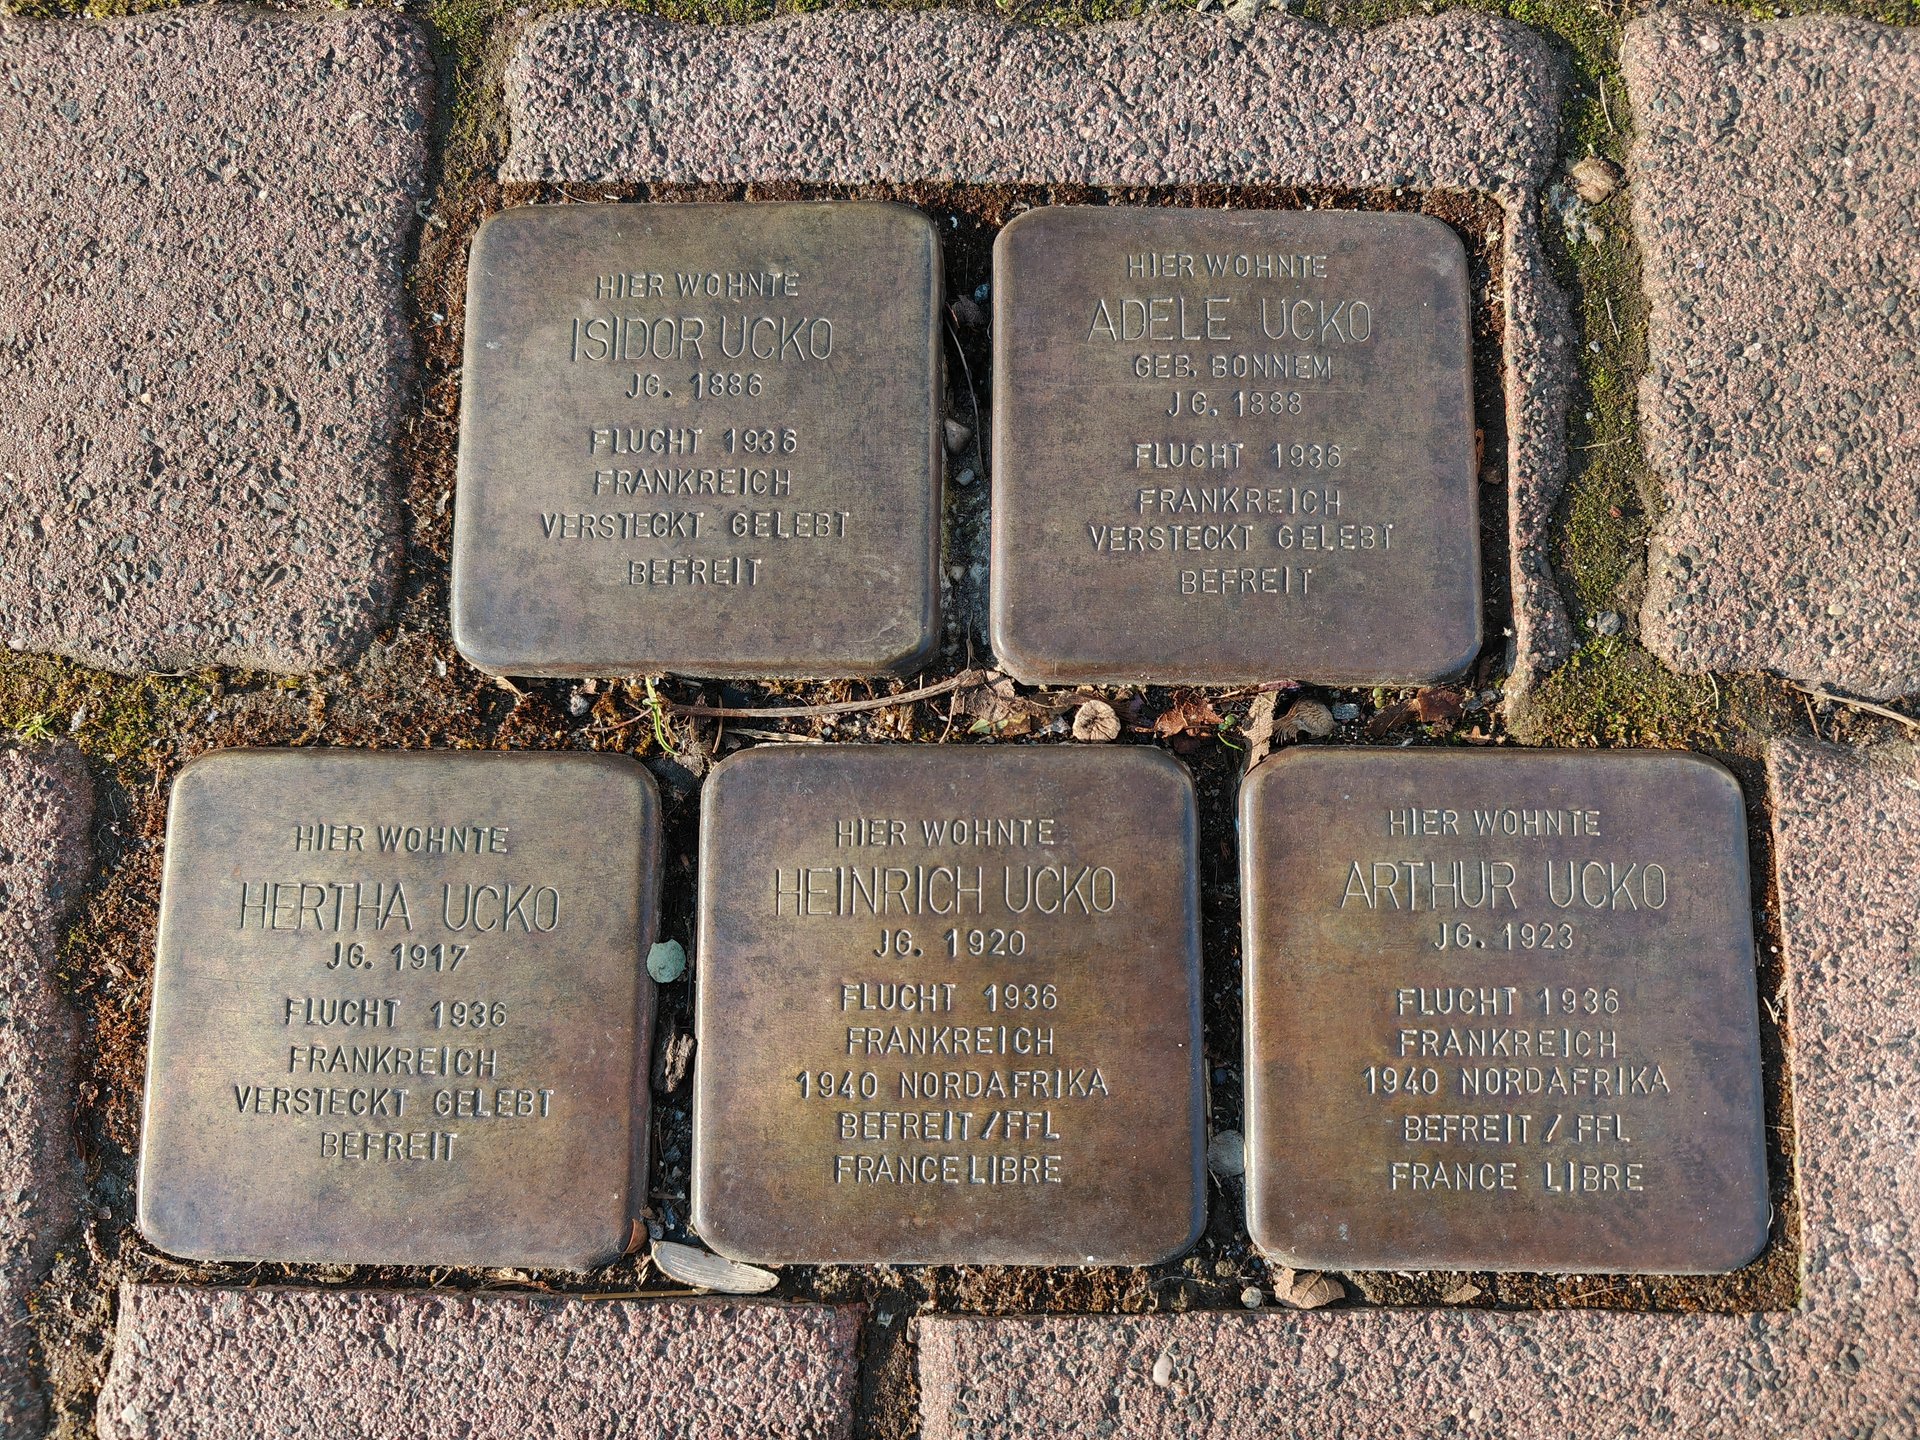 HIER WOHNTE
ISIDOR UCKO
JG. 1886
FLUCHT 1936
FRANKREICH
VERSTECKT GELEBT
BEFREIT
HIER WOHNTE
ADELE UCKO
GEB. BONNEM
JG. 1888
FLUCHT 1936
FRANKREICH
VERSTECKT GELEBT
BEFREIT
HIER WOHNTE
HERTHA UCKO
JG. 1917
FLUCHT 1936
FRANKREICH
VERSTECKT GELEBT
BEFREIT
HIER WOHNTE
HEINRICH UCKO
JG. 1920
FLUCHT 1936
FRANKREICH
1940 NORDAFRIKA
BEFREIT/FFL
FRANCE LIBRE
HIER WOHNTE
ARTHUR UCKO
JG. 1923
FLUCHT 1936
FRANKREICH
1940 NORDAFRIKA
BEFREIT / FFL
FRANCE LIBRE